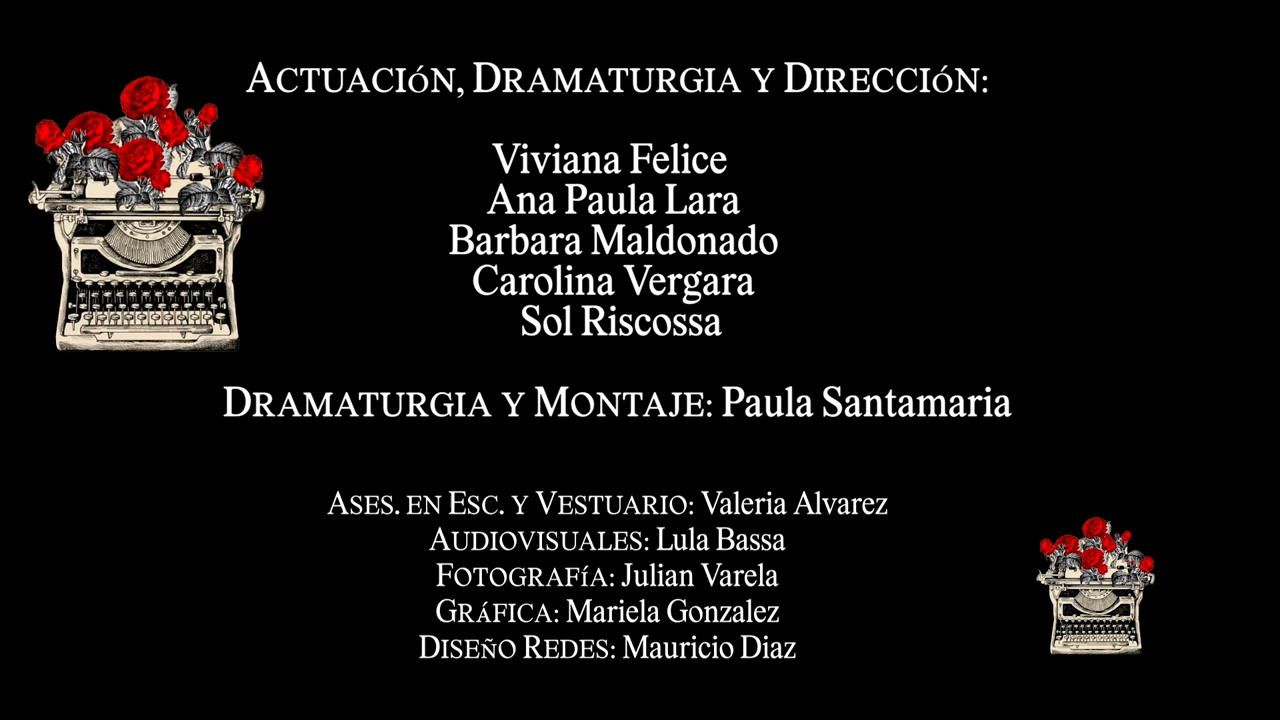 Actuación, Dramaturgia y Dirección:
Viviana Felice
Ana Paula Lara
Barbara Maldonado
Carolina Vergara
Sol Riscossa
Dramaturgia y Montaje: Paula Santamaria
Ases. en Esc. y Vestuario: Valeria Alvarez
Audiovisuales: Lula Bassa
Fotografía: Julian Varela
Gráfica: Mariela Gonzalez
Diseño Redes: Mauricio Diaz